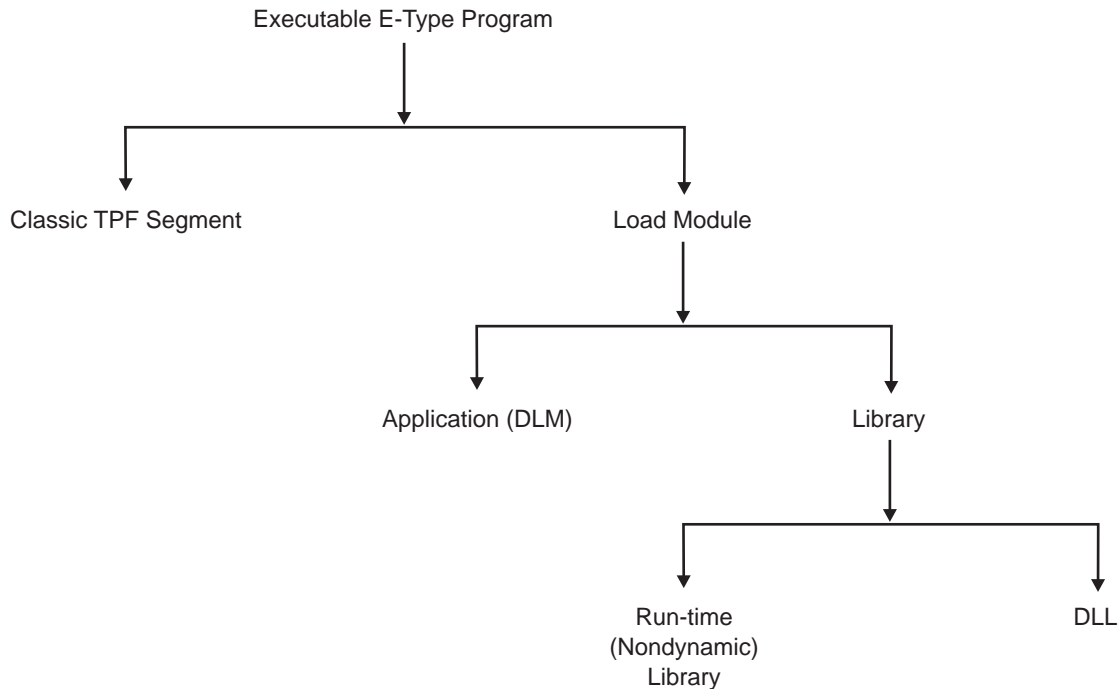 Executable E-Type Program
Classic TPF Segment
Load Module
Application (DLM)
Library
Run-time
(Nondynamic)
Library
DLL